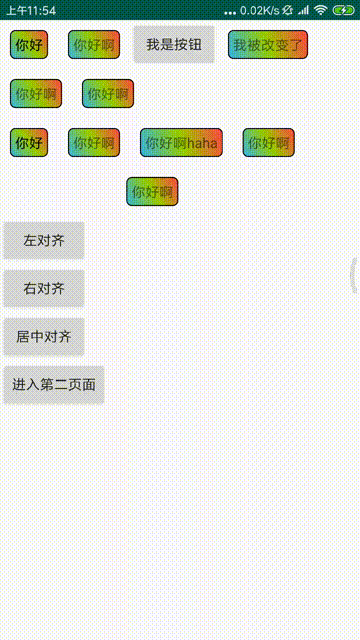 上午11:54 ... 0.02K/s
你好 你好啊 我是按钮 我被改变了
你好啊 你好啊
你好 你好啊 你好啊haha 你好啊
你好啊
左对齐
右对齐
居中对齐
进入第二页面